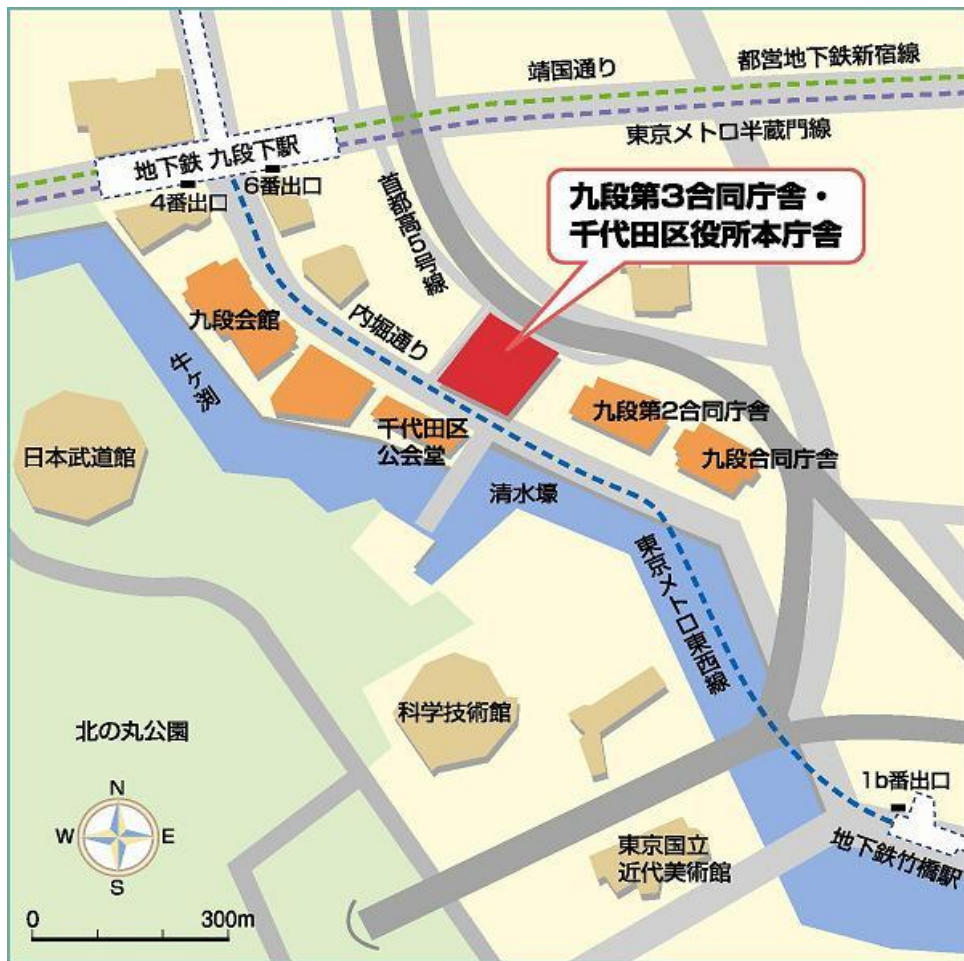 靖国通り
都営地下鉄新宿線
東京メトロ半蔵門線
地下鉄 九段下駅
4番出口
6番出口
首都高5号線
九段第3合同庁舎・
千代田区役所本庁舎
九段会館
内堀通り
牛ヶ淵
千代田区
公会堂
九段第2合同庁舎
九段合同庁舎
日本武道館
清水壕
東京メトロ東西線
科学技術館
北の丸公園
1b番出口
地下鉄竹橋駅
東京国立
近代美術館
N
W
E
S
0
300m